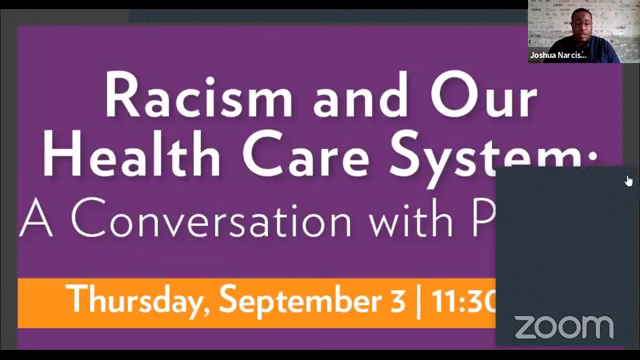 Joshua Narcis...
Racism and Our
Health Care System:
A Conversation with P
Thursday, September 3 | 11:30
zoom